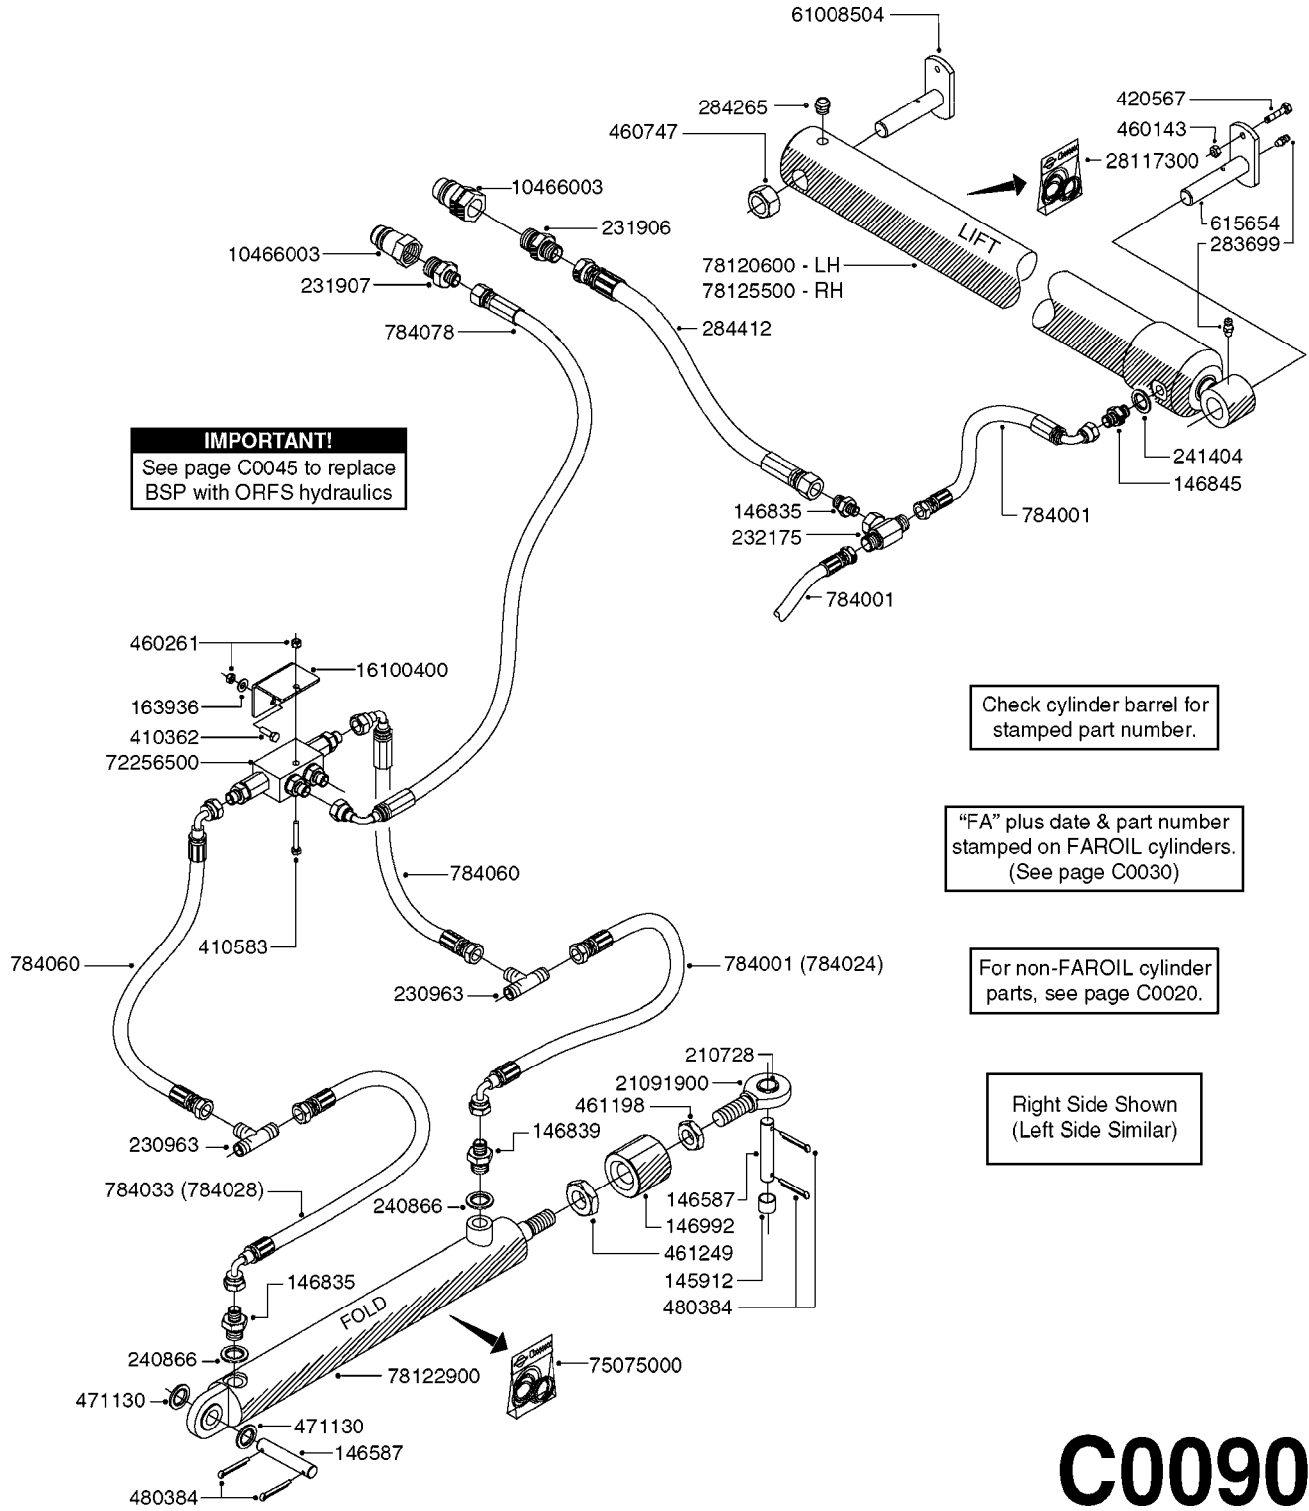 61008504
284265
420567
460747
460143
28117300
10466003
231906
615654
283699
10466003
231907
78120600 - LH
78125500 - RH
LIFT
784078
284412
IMPORTANT!
See page C0045 to replace
BSP with ORFS hydraulics
241404
146845
146835
232175
784001
784001
460261
16100400
163936
410362
72256500
Check cylinder barrel for
stamped part number.
"FA" plus date & part number
stamped on FAROIL cylinders.
(See page C0030)
784060
410583
784060
784001 (784024)
230963
For non-FAROIL cylinder
parts, see page C0020.
210728
21091900
461198
Right Side Shown
(Left Side Similar)
230963
146839
784033 (784028)
240866
146587
146992
461249
145912
480384
146835
FOLD
240866
78122900
75075000
471130
471130
146587
480384
C0090